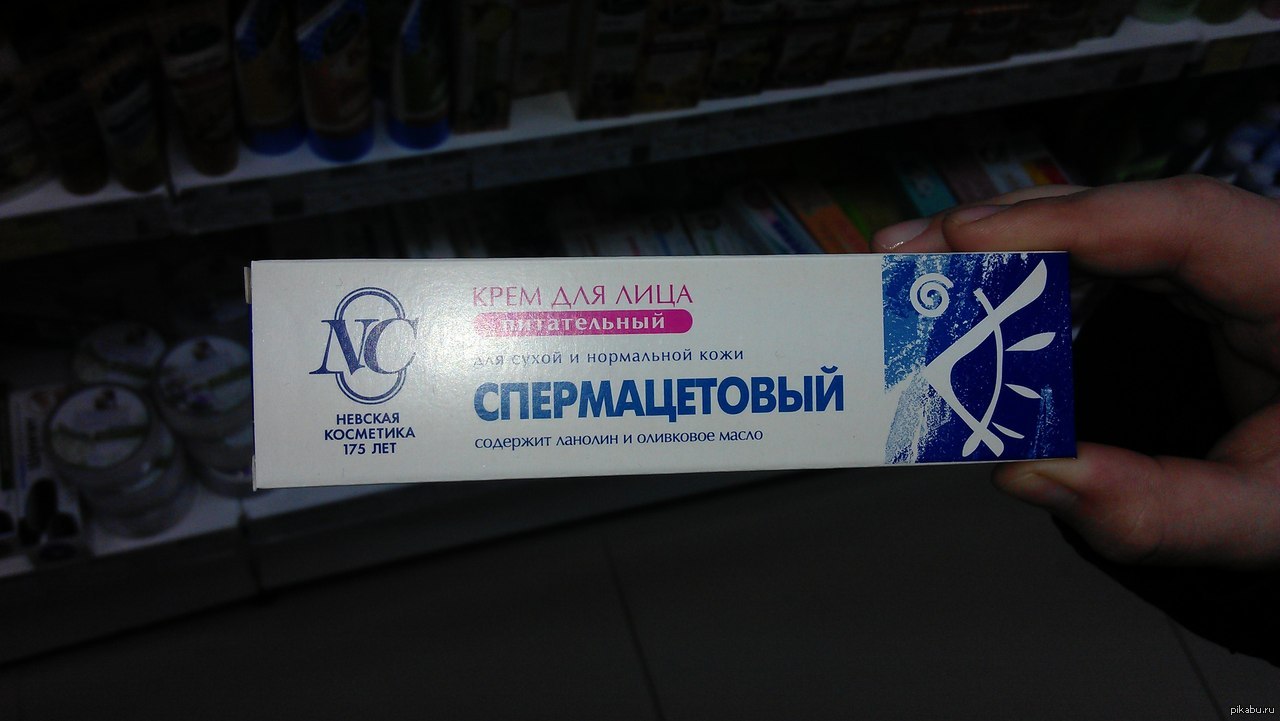 NC
НЕВСКАЯ
КОСМЕТИКА
175 ЛЕТ
КРЕМ ДЛЯ ЛИЦА
питательный
для сухой и нормальной кожи
СПЕРМАЦЕТОВЫЙ
содержит ланолин и оливковое масло
pikabu.ru